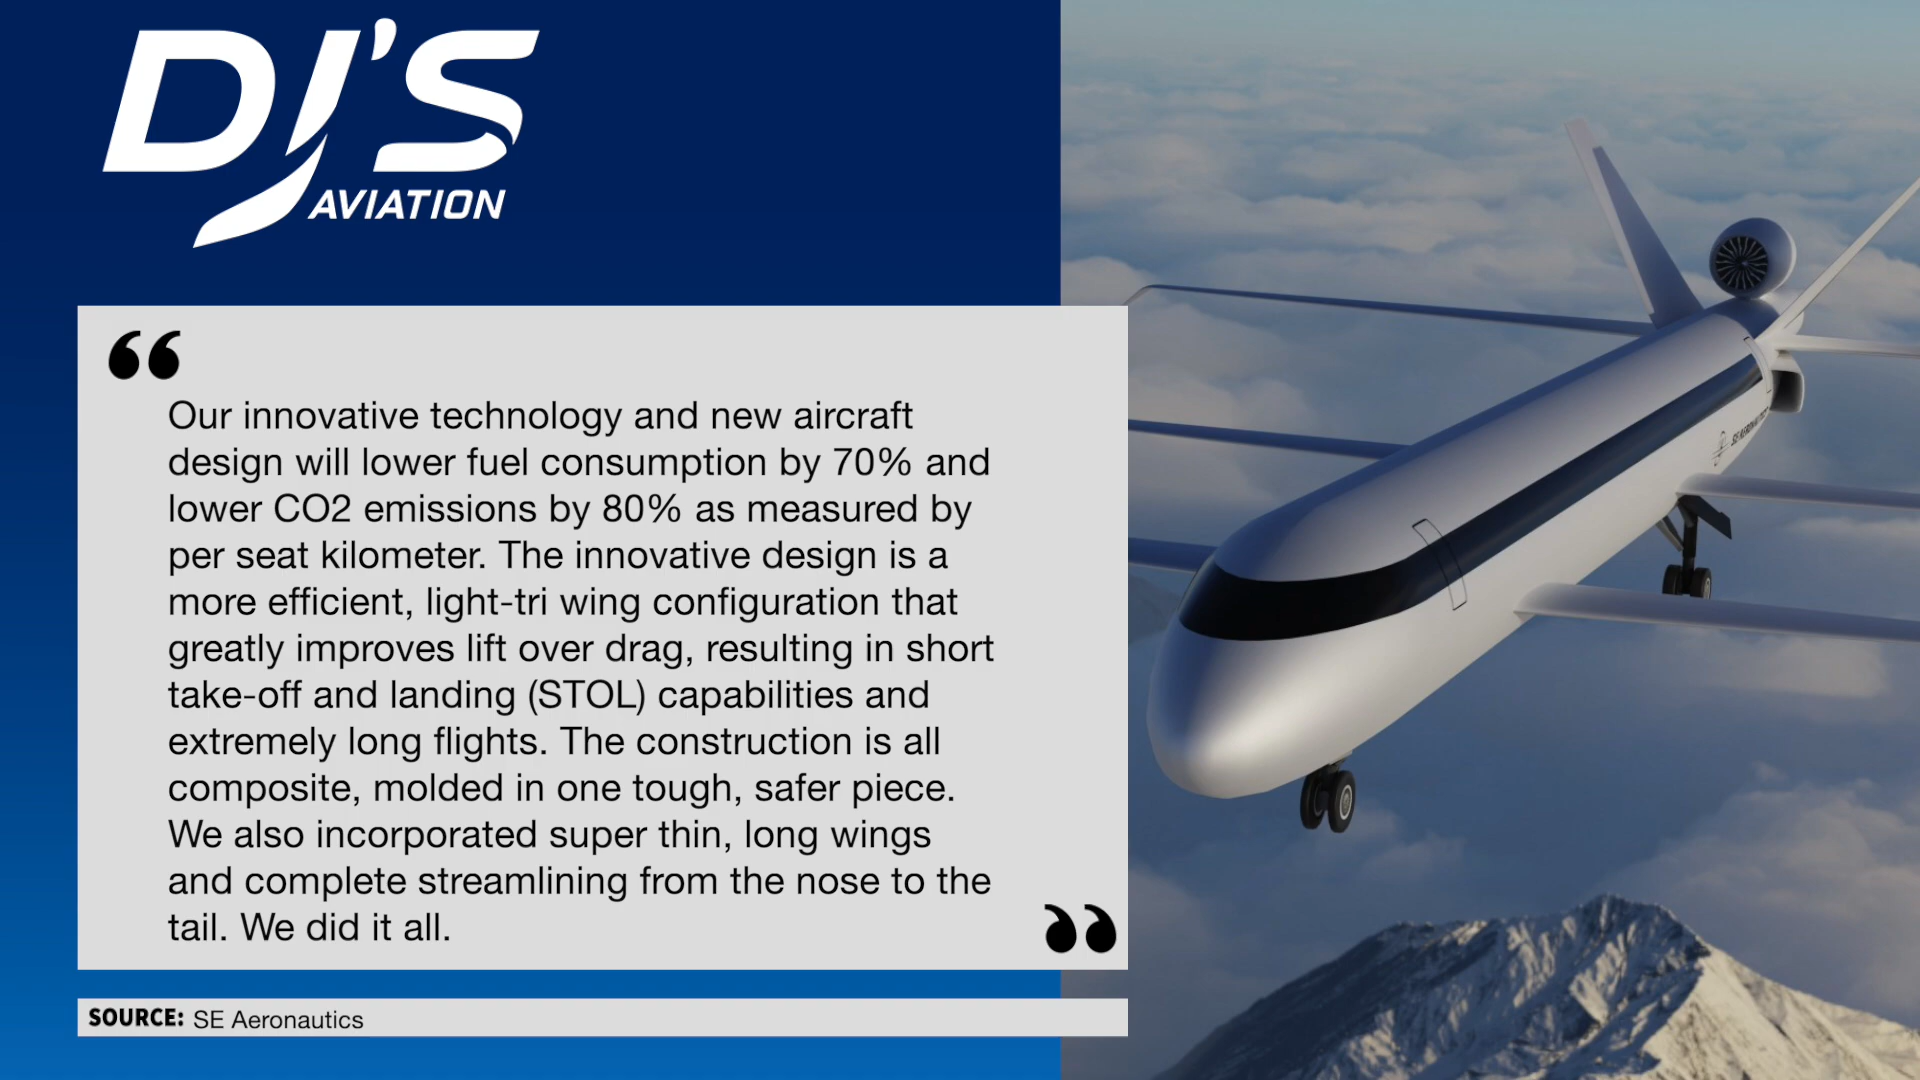 DJ'S
AVIATION
“
Our innovative technology and new aircraft
design will lower fuel consumption by 70% and
lower CO2 emissions by 80% as measured by
per seat kilometer. The innovative design is a
more efficient, light-tri wing configuration that
greatly improves lift over drag, resulting in short
take-off and landing (STOL) capabilities and
extremely long flights. The construction is all
composite, molded in one tough, safer piece.
We also incorporated super thin, long wings
and complete streamlining from the nose to the
tail. We did it all.
”
SOURCE: SE Aeronautics